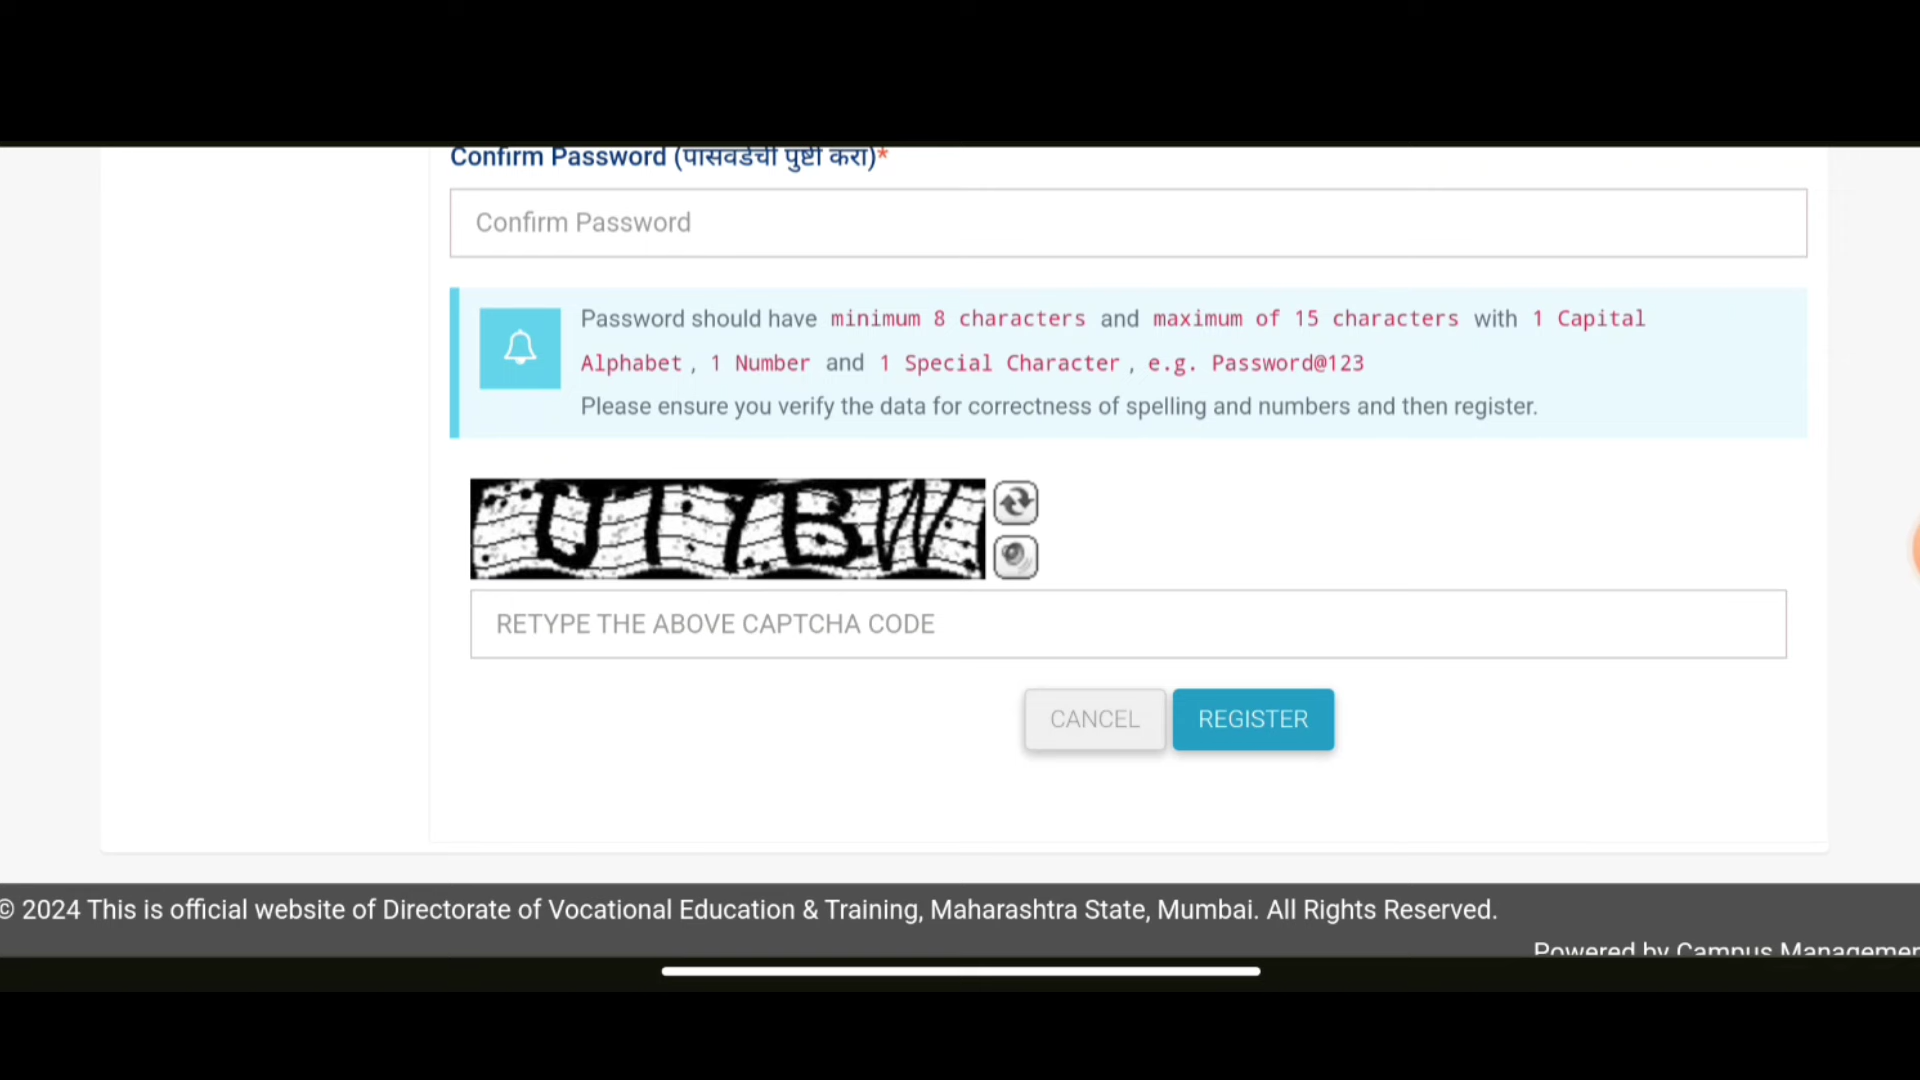 Confirm Password (पासवर्डची पुष्टी करा)*
Confirm Password
Password should have minimum 8 characters and maximum of 15 characters with 1 Capital
Alphabet, 1 Number and 1 Special Character, e.g. Password@123
Please ensure you verify the data for correctness of spelling and numbers and then register.
RETYPE THE ABOVE CAPTCHA CODE
CANCEL REGISTER
© 2024 This is official website of Directorate of Vocational Education & Training, Maharashtra State, Mumbai. All Rights Reserved.
Powered by Campus